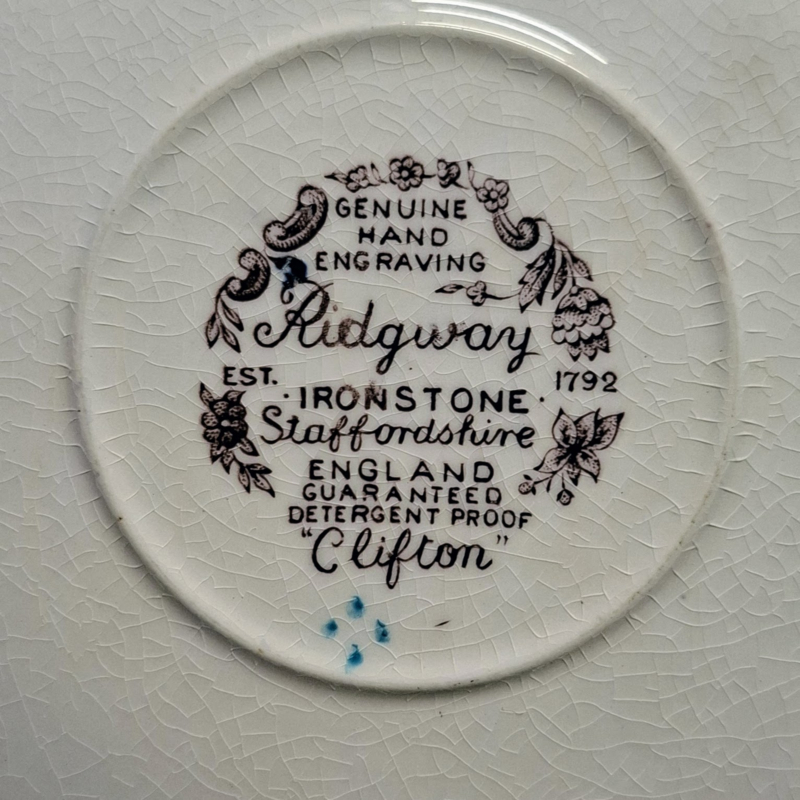 GENUINE
HAND
ENGRAVING
Ridgway
EST. 1792
· IRONSTONE ·
Staffordshire
ENGLAND
GUARANTEED
DETERGENT PROOF
"Clifton"